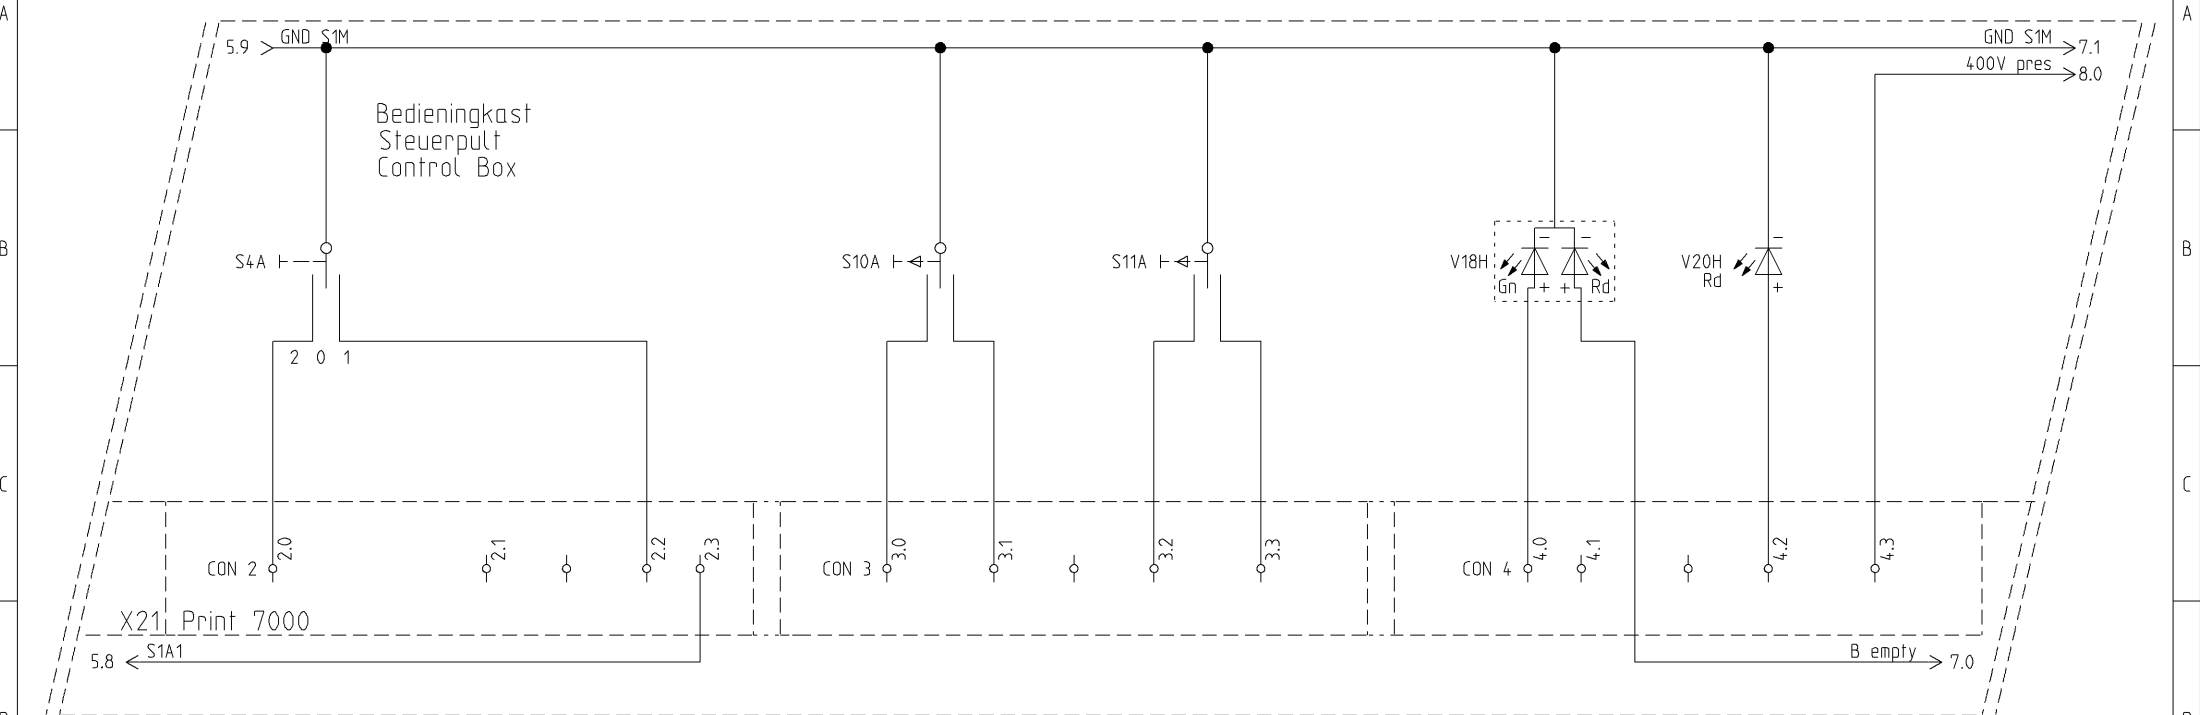 A
A
5.9
GND S1M
GND S1M
7.1
400V pres
8.0
Bedieningkast
Steuerpult
Control Box
B
B
S4A
S10A
S11A
V18H
Gn
Rd
V20H
Rd
2 0 1
C
C
CON 2
2.0
2.1
2.2
2.3
CON 3
3.0
3.1
3.2
3.3
CON 4
4.0
4.1
4.2
4.3
X21 Print 7000
5.8
S1A1
B empty
7.0